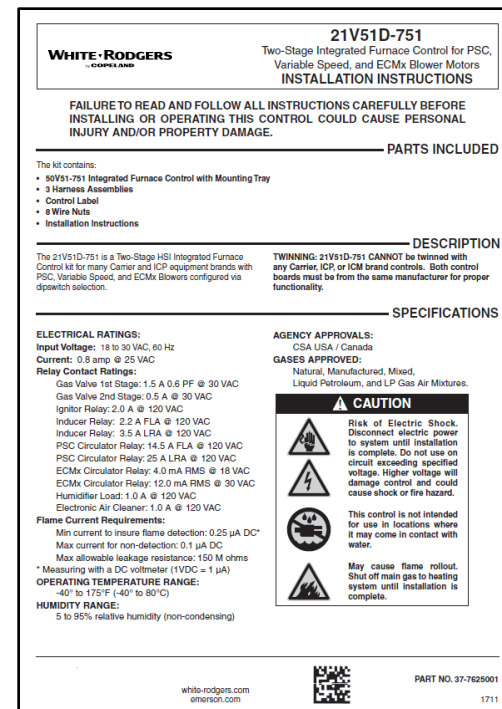 WHITE·RODGERS
by COPELAND
21V51D-751
Two-Stage Integrated Furnace Control for PSC,
Variable Speed, and ECMx Blower Motors
INSTALLATION INSTRUCTIONS
FAILURE TO READ AND FOLLOW ALL INSTRUCTIONS CAREFULLY BEFORE
INSTALLING OR OPERATING THIS CONTROL COULD CAUSE PERSONAL
INJURY AND/OR PROPERTY DAMAGE.
PARTS INCLUDED
The kit contains:
• 50V51-751 Integrated Furnace Control with Mounting Tray
• 3 Harness Assemblies
• Control Label
• 8 Wire Nuts
• Installation Instructions
DESCRIPTION
The 21V51D-751 is a Two-Stage HSI Integrated Furnace
Control kit for many Carrier and ICP equipment brands with
PSC, Variable Speed, and ECMx Blowers configured via
dipswitch selection.
TWINNING: 21V51D-751 CANNOT be twinned with
any Carrier, ICP, or ICM brand controls. Both control
boards must be from the same manufacturer for proper
functionality.
SPECIFICATIONS
ELECTRICAL RATINGS:
Input Voltage: 18 to 30 VAC, 60 Hz
Current: 0.8 amp @ 25 VAC
Relay Contact Ratings:
Gas Valve 1st Stage: 1.5 A 0.6 PF @ 30 VAC
Gas Valve 2nd Stage: 0.5 A @ 30 VAC
Ignitor Relay: 2.0 A @ 120 VAC
Inducer Relay: 2.2 A FLA @ 120 VAC
Inducer Relay: 3.5 A LRA @ 120 VAC
PSC Circulator Relay: 14.5 A FLA @ 120 VAC
PSC Circulator Relay: 25 A LRA @ 120 VAC
ECMx Circulator Relay: 4.0 mA RMS @ 18 VAC
ECMx Circulator Relay: 12.0 mA RMS @ 30 VAC
Humidifier Load: 1.0 A @ 120 VAC
Electronic Air Cleaner: 1.0 A @ 120 VAC
Flame Current Requirements:
Min current to insure flame detection: 0.25 µA DC*
Max current for non-detection: 0.1 µA DC
Max allowable leakage resistance: 150 M ohms
* Measuring with a DC voltmeter (1VDC = 1 µA)
OPERATING TEMPERATURE RANGE:
-40° to 175°F (-40° to 80°C)
HUMIDITY RANGE:
5 to 95% relative humidity (non-condensing)
AGENCY APPROVALS:
CSA USA / Canada
GASES APPROVED:
Natural, Manufactured, Mixed,
Liquid Petroleum, and LP Gas Air Mixtures.
CAUTION
Risk of Electric Shock.
Disconnect electric power
to system until installation
is complete. Do not use on
circuit exceeding specified
voltage. Higher voltage will
damage control and could
cause shock or fire hazard.
This control is not intended
for use in locations where
it may come in contact with
water.
May cause flame rollout.
Shut off main gas to heating
system until installation is
complete.
white-rodgers.com
emerson.com
PART NO. 37-7625001
1711